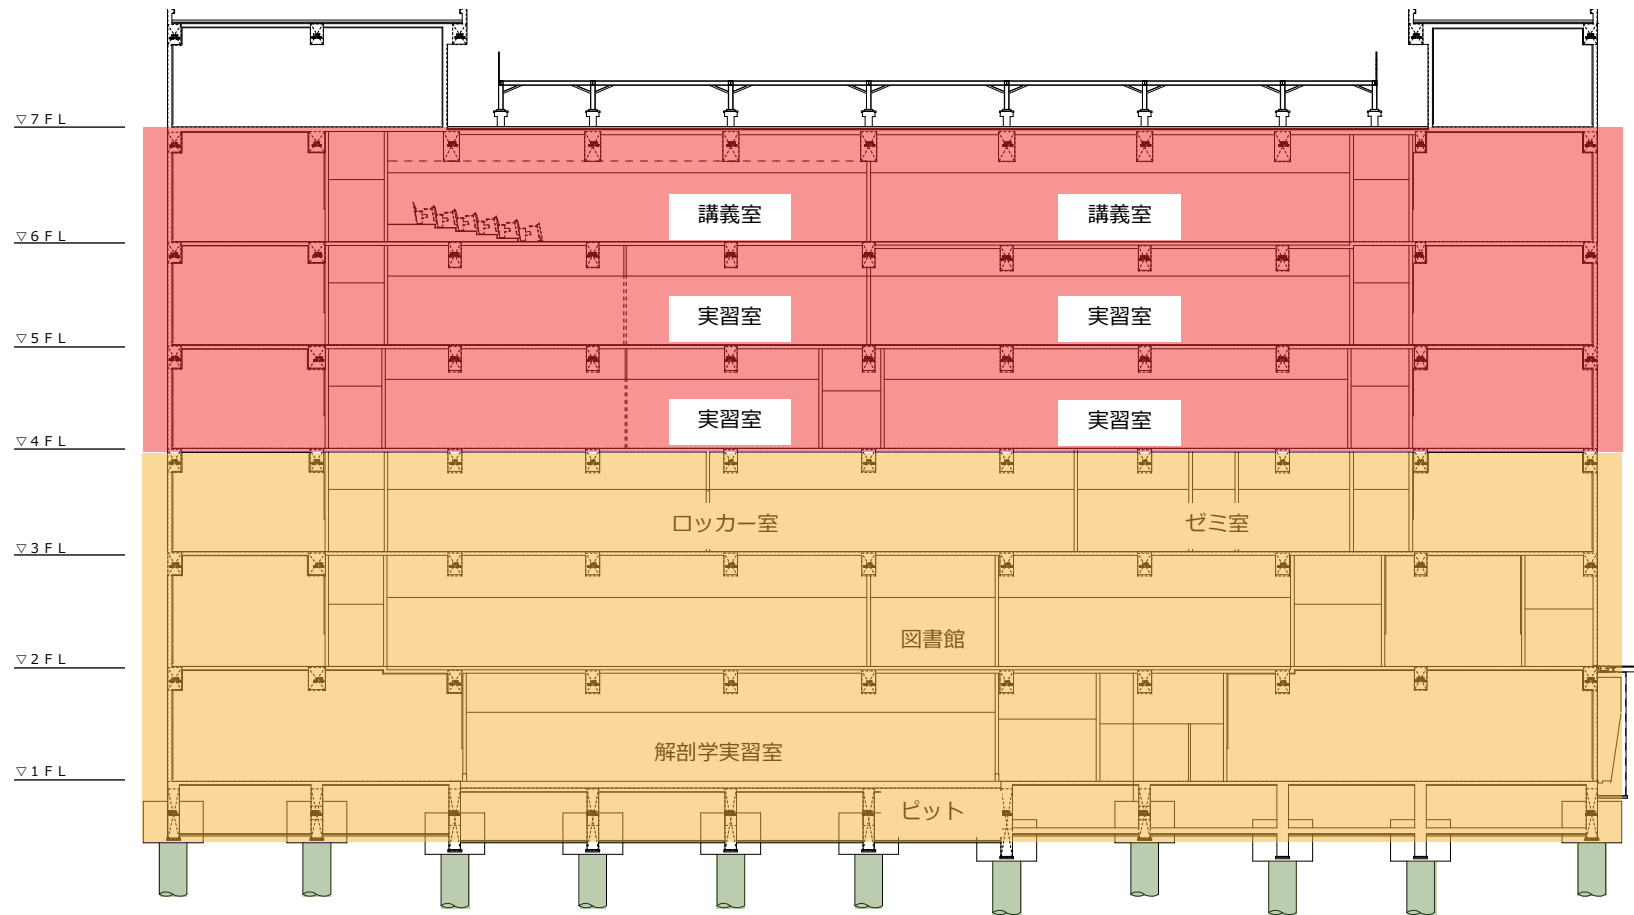 ▽7FL
▽6FL
講義室
講義室
▽5FL
実習室
実習室
▽4FL
実習室
実習室
▽3FL
ロッカー室
ゼミ室
▽2FL
図書館
▽1FL
解剖学実習室
ピット